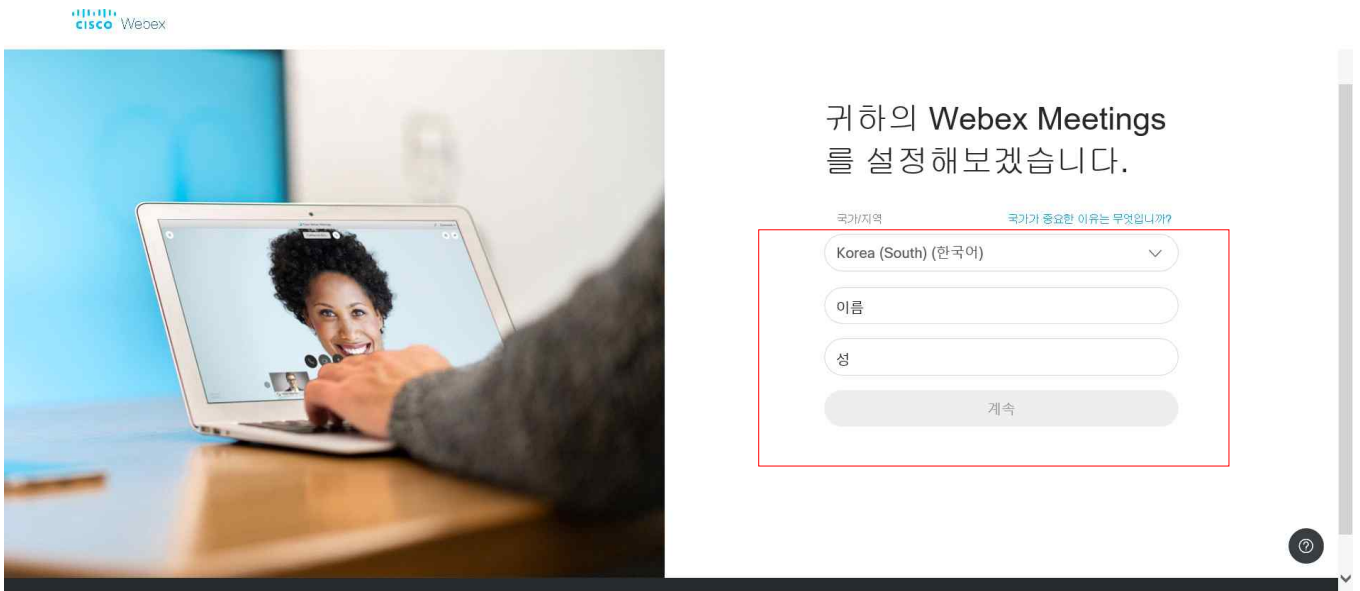 CISCO Webex
귀하의 Webex Meetings
를 설정해보겠습니다.
국가/지역 국가가 중요한 이유는 무엇입니까?
Korea (South) (한국어)
이름
성
계속